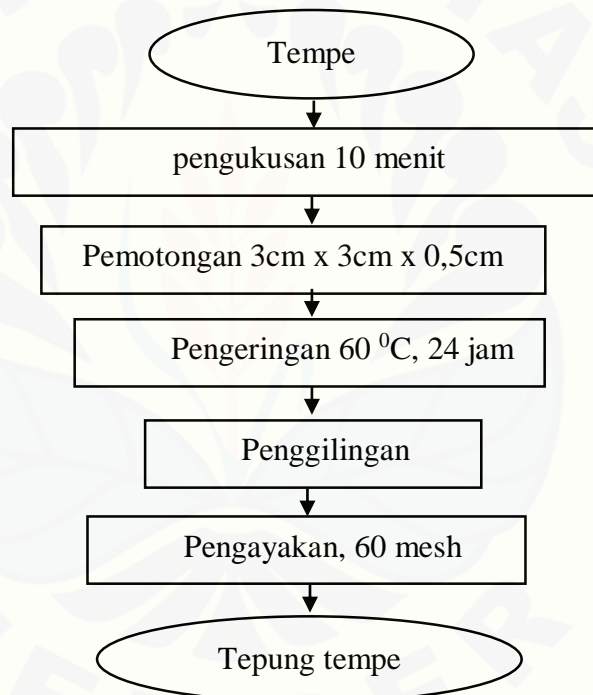 Tempe
pengukusan 10 menit
Pemotongan 3cm x 3cm x 0,5cm
Pengeringan 60 ⁰C, 24 jam
Penggilingan
Pengayakan, 60 mesh
Tepung tempe